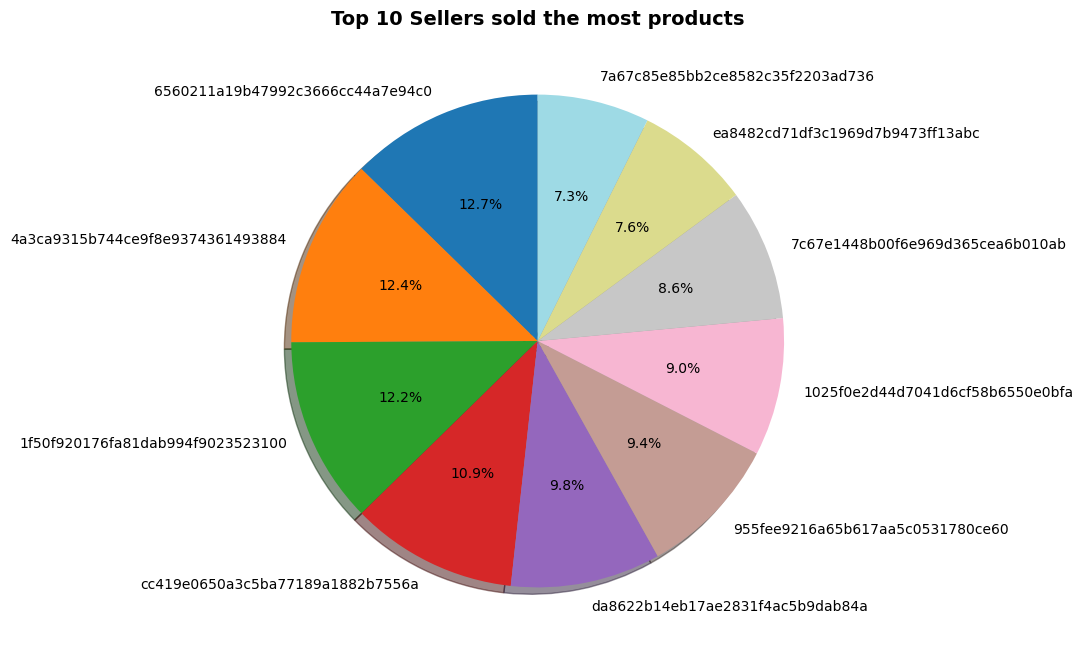 Top 10 Sellers sold the most products
7a67c85e85bb2ce8582c35f2203ad736
6560211a19b47992c3666cc44a7e94c0
ea8482cd71df3c1969d7b9473ff13abc
7.3%
12.7%
7.6%
4a3ca9315b744ce9f8e9374361493884
7c67e1448b00f6e969d365cea6b010ab
12.4%
8.6%
9.0%
1025f0e2d44d7041d6cf58b6550e0bfa
12.2%
1f50f920176fa81dab994f9023523100
9.4%
10.9%
9.8%
955fee9216a65b617aa5c0531780ce60
cc419e0650a3c5ba77189a1882b7556a
da8622b14eb17ae2831f4ac5b9dab84a